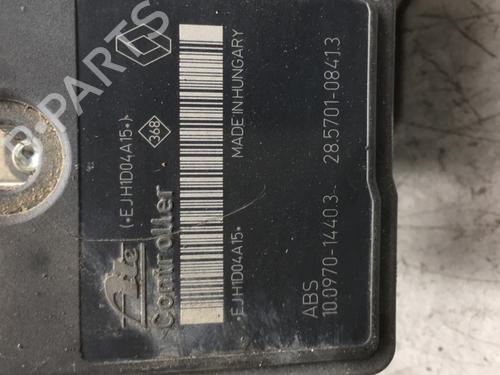 (*EJH1D04A15*)
368
Ate
Controller
*EJH1D04A15*
MADE IN HUNGARY
ABS
10.0970-1440.3
28.5701-0841.3
B-PARTS